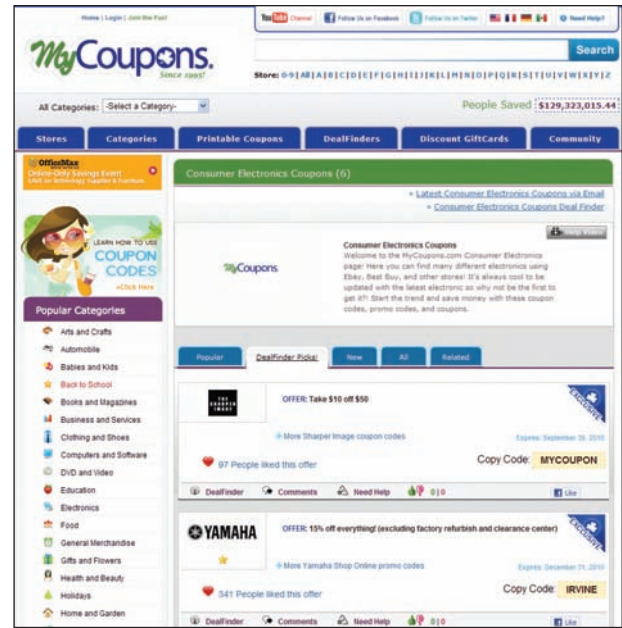 Home | Login | Join the Fun!
You Tube Channel
Follow Us on Facebook
Follow Us on Twitter
Need Help?
MyCoupons.
Since 1995!
Search
Store: 0-9 | All | A | B | C | D | E | F | G | H | I | J | K | L | M | N | O | P | Q | R | S | T | U | V | W | X | Y | Z
All Categories: -Select a Category-
People Saved $129,323,015.44
Stores
Categories
Printable Coupons
DealFinders
Discount GiftCards
Community
OfficeMax
Online-Only Savings Event
SAVE on Technology, Supplies & Furniture
LEARN HOW TO USE
COUPON
CODES
»Click Here
Popular Categories
Arts and Crafts
Automobile
Babies and Kids
Back to School
Books and Magazines
Business and Services
Clothing and Shoes
Computers and Software
DVD and Video
Education
Electronics
Food
General Merchandise
Gifts and Flowers
Health and Beauty
Holidays
Home and Garden
Consumer Electronics Coupons (6)
» Latest Consumer Electronics Coupons via Email
» Consumer Electronics Coupons Deal Finder
Help Video
MyCoupons
Consumer Electronics Coupons
Welcome to the MyCoupons.com Consumer Electronics
page! Here you can find many different electronics using
Ebay, Best Buy, and other stores! It's always cool to be
updated with the latest electronic so why not be the first to
get it?! Start the trend and save money with these coupon
codes, promo codes, and coupons.
Popular
DealFinder Picks!
New
All
Related
THE
SHARPER
IMAGE
OFFER: Take $10 off $50
EXCLUSIVE
More Sharper Image coupon codes
97 People liked this offer
Copy Code: MYCOUPON
DealFinder
Comments
Need Help
0|0
Like
YAMAHA
OFFER: 15% off everything! (excluding factory refurbish and clearance center)
EXCLUSIVE
More Yamaha Shop Online promo codes
341 People liked this offer
Copy Code: IRVINE
DealFinder
Comments
Need Help
0|0
Like